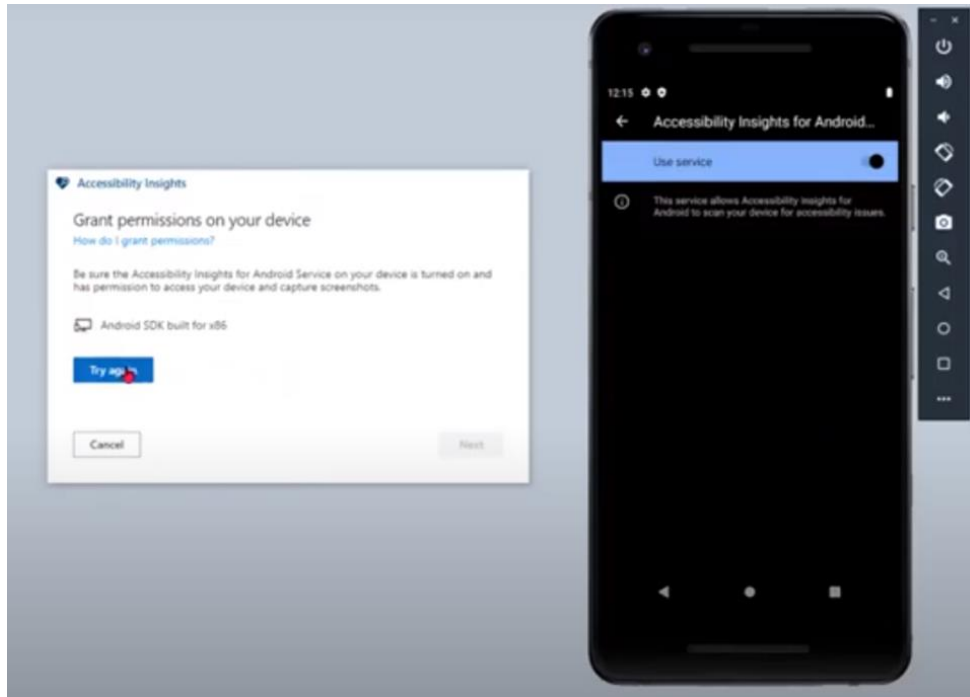 Accessibility Insights
Grant permissions on your device
How do I grant permissions?
Be sure the Accessibility Insights for Android Service on your device is turned on and
has permission to access your device and capture screenshots.
Android SDK built for x86
Try again
Cancel
Next
12:15
Accessibility Insights for Android...
Use service
This service allows Accessibility Insights for
Android to scan your device for accessibility issues.